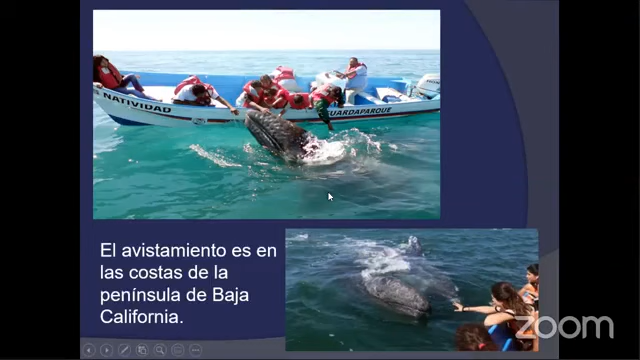 NATIVIDAD
GUARDAPARQUE
El avistamiento es en
las costas de la
península de Baja
California.
zoom